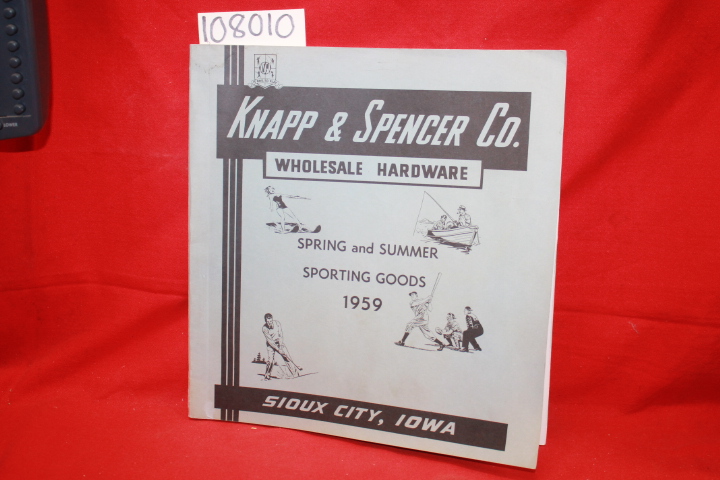 108010
KNAPP & SPENCER CO.
WHOLESALE HARDWARE
SPRING and SUMMER
SPORTING GOODS
1959
SIOUX CITY, IOWA